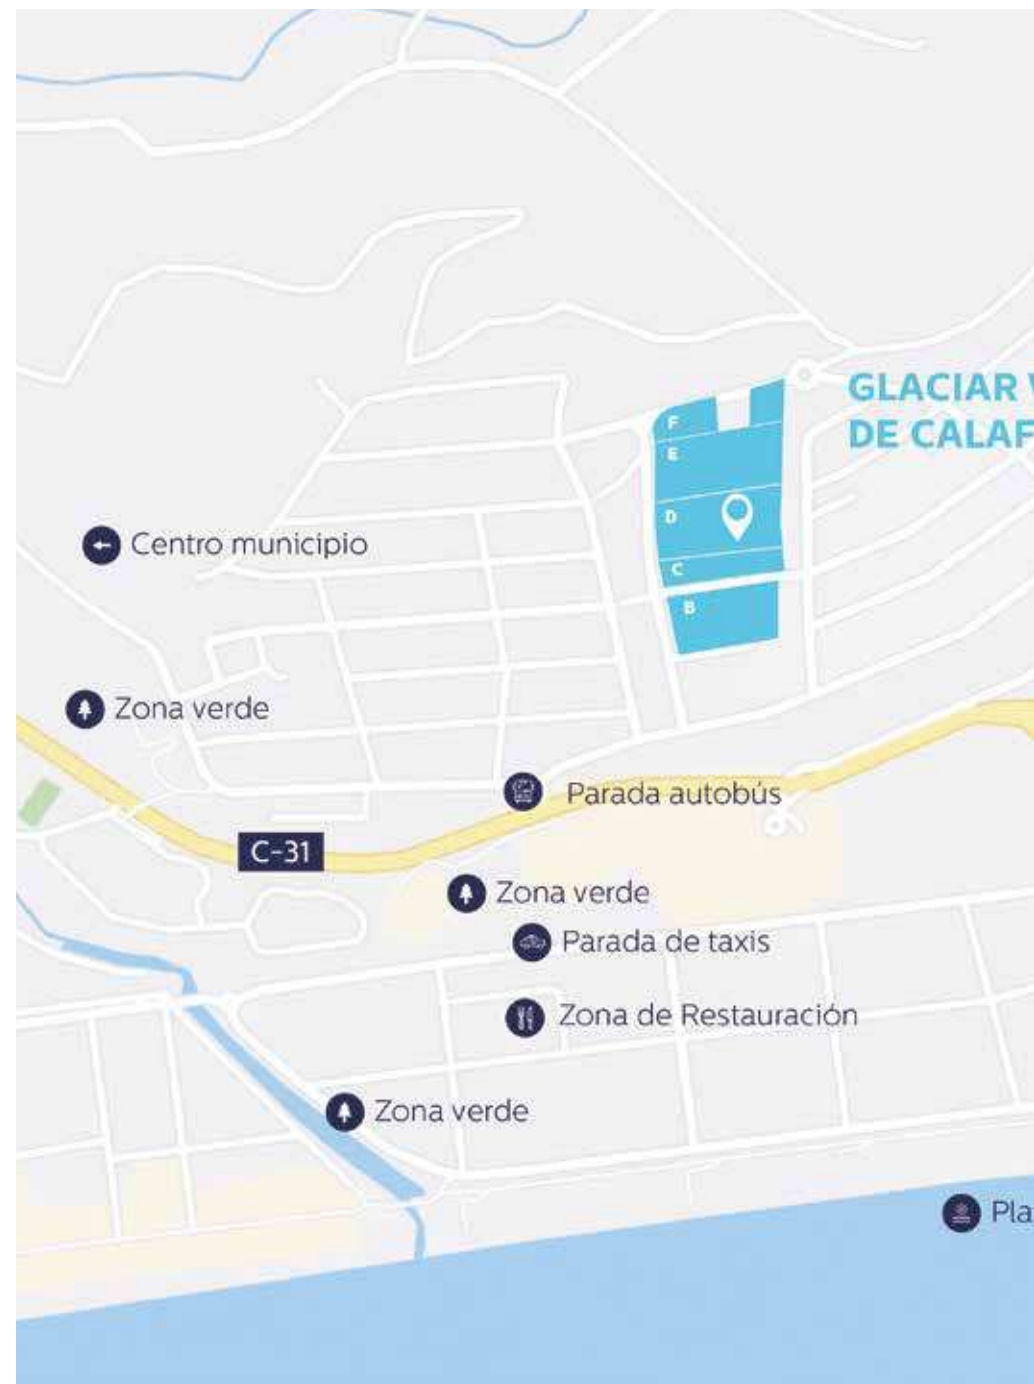 GLACIAR
DE CALAF
F
E
D
C
B
Centro municipio
Zona verde
Parada autobús
C-31
Zona verde
Parada de taxis
Zona de Restauración
Zona verde
Pla